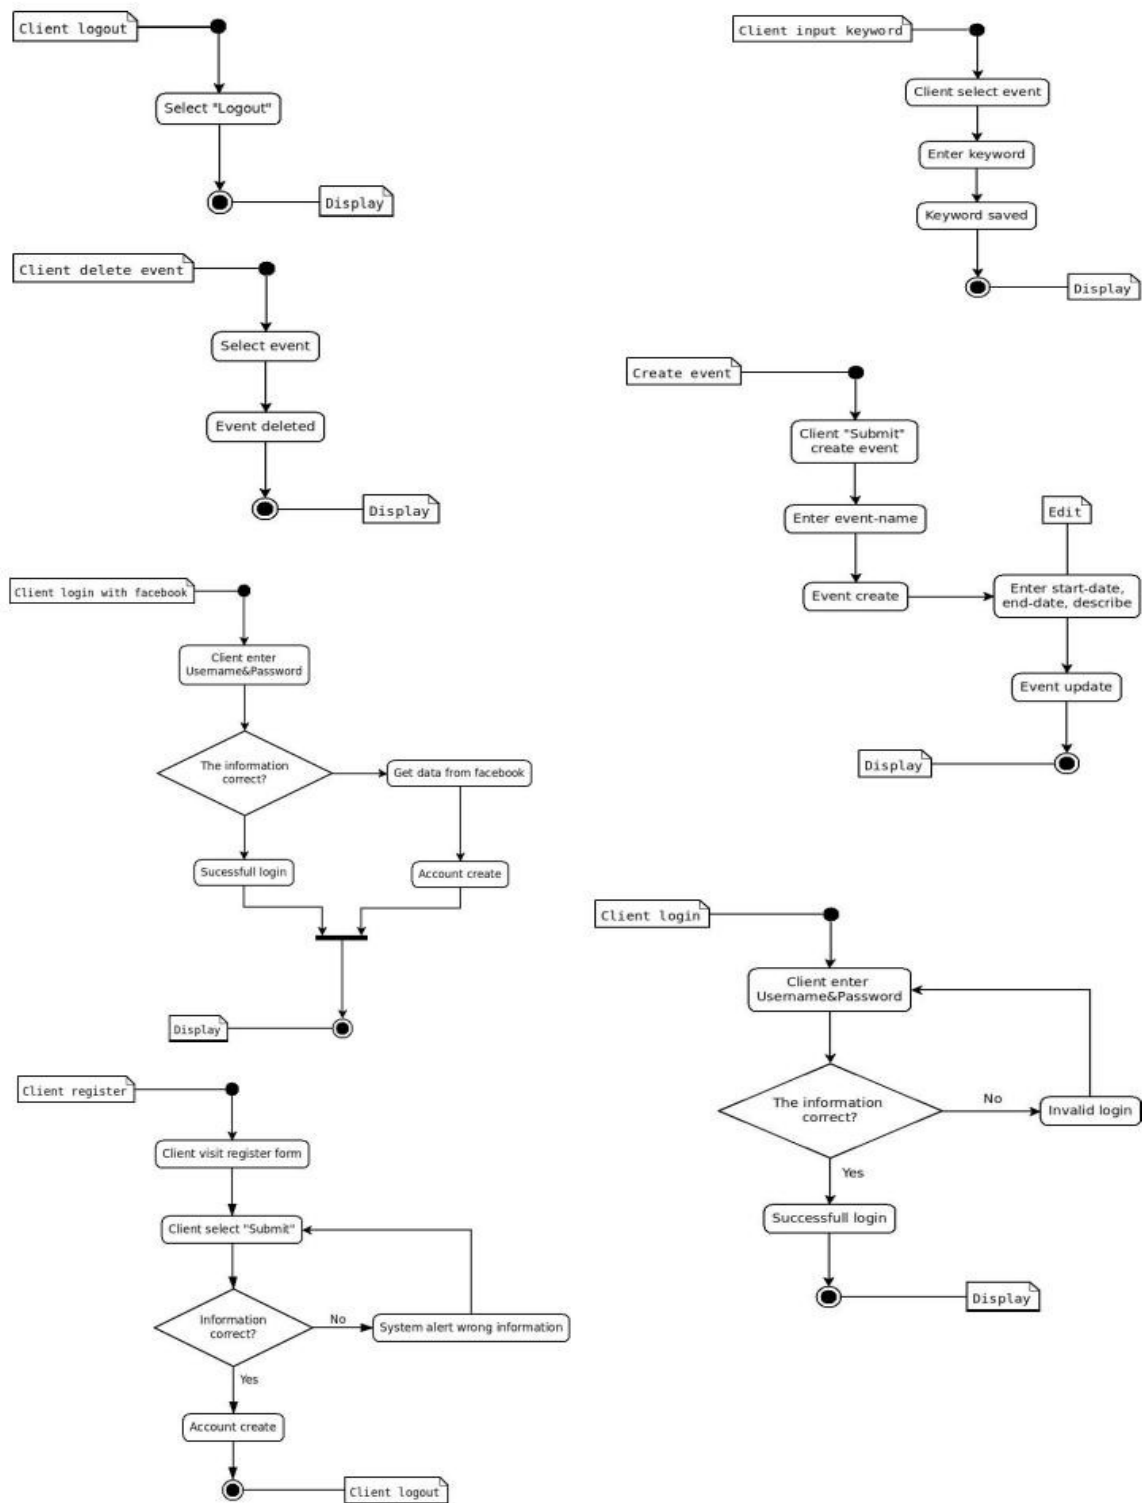 Client logout
Select "Logout"
Display
Client delete event
Select event
Event deleted
Display
Client login with facebook
Client enter
Username&Password
The information
correct?
Get data from facebook
Sucessfull login
Account create
Display
Client register
Client visit register form
Client select "Submit"
Information
correct?
No
System alert wrong information
Yes
Account create
Client logout
Client input keyword
Client select event
Enter keyword
Keyword saved
Display
Create event
Client "Submit"
create event
Enter event-name
Edit
Event create
Enter start-date,
end-date, describe
Event update
Display
Client login
Client enter
Username&Password
The information
correct?
No
Invalid login
Yes
Successfull login
Display